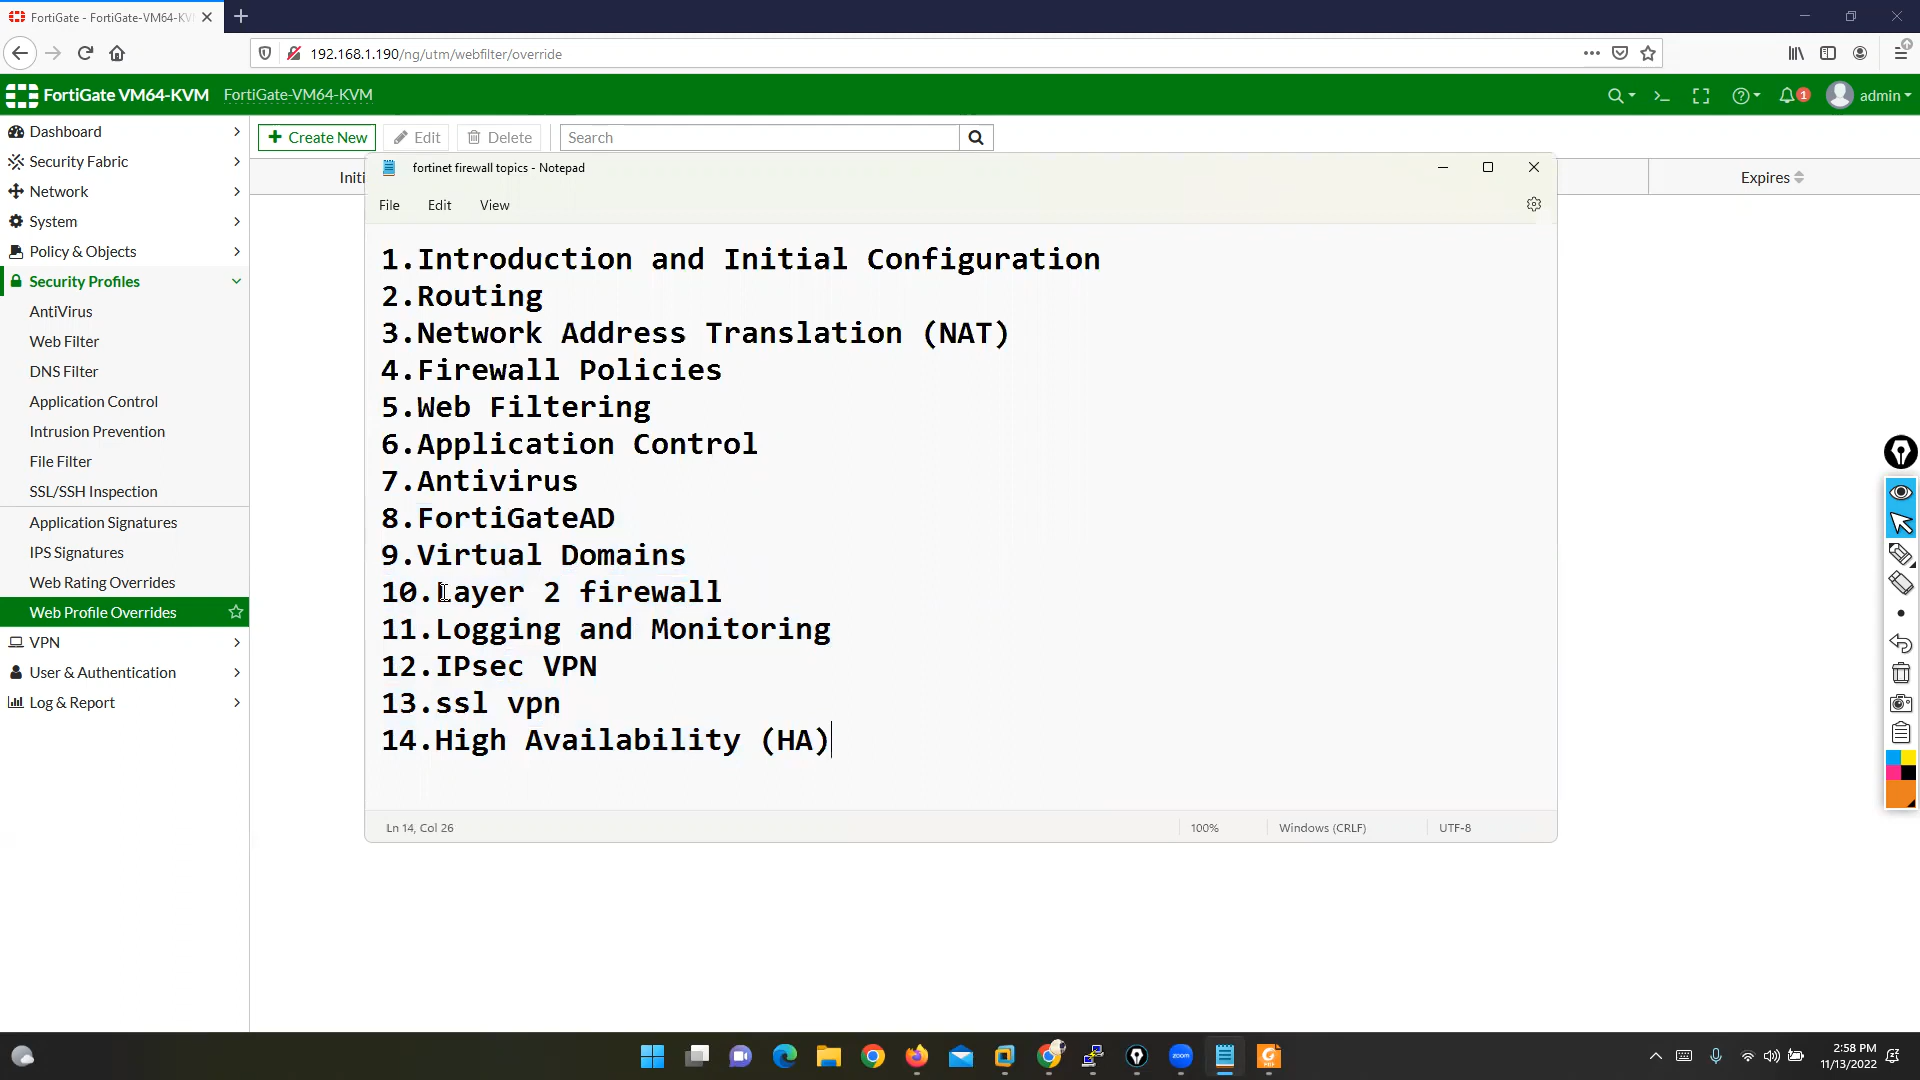 FortiGate - FortiGate-VM64-KV
192.168.1.190/ng/utm/webfilter/override
FortiGate VM64-KVM
FortiGate-VM64-KVM
1
admin
Dashboard
Security Fabric
Network
System
Policy & Objects
Security Profiles
AntiVirus
Web Filter
DNS Filter
Application Control
Intrusion Prevention
File Filter
SSL/SSH Inspection
Application Signatures
IPS Signatures
Web Rating Overrides
Web Profile Overrides
VPN
User & Authentication
Log & Report
Create New
Edit
Delete
Search
Initi
Expires
fortinet firewall topics - Notepad
File
Edit
View
1.Introduction and Initial Configuration
2.Routing
3.Network Address Translation (NAT)
4.Firewall Policies
5.Web Filtering
6.Application Control
7.Antivirus
8.FortiGateAD
9.Virtual Domains
10.Layer 2 firewall
11.Logging and Monitoring
12.IPsec VPN
13.ssl vpn
14.High Availability (HA)
Ln 14, Col 26
100%
Windows (CRLF)
UTF-8
zoom
PDF
2:58 PM
11/13/2022